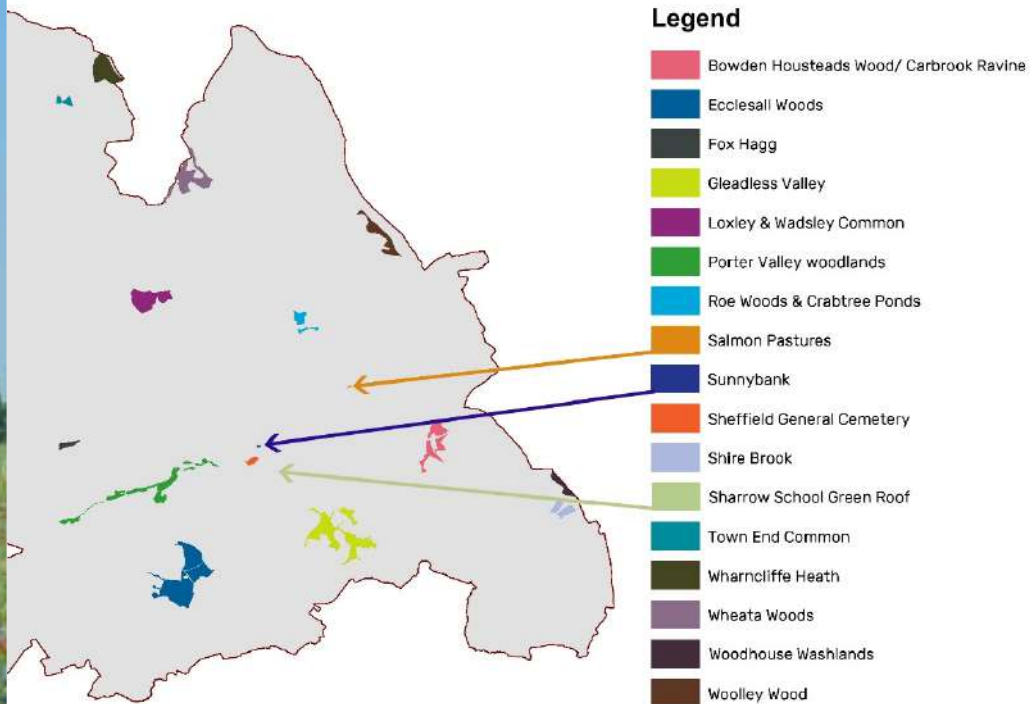 Legend
Bowden Housteads Wood/ Carbrook Ravine
Ecclesall Woods
Fox Hagg
Gleadless Valley
Loxley & Wadsley Common
Porter Valley woodlands
Roe Woods & Crabtree Ponds
Salmon Pastures
Sunnybank
Sheffield General Cemetery
Shire Brook
Sharrow School Green Roof
Town End Common
Wharncliffe Heath
Wheata Woods
Woodhouse Washlands
Woolley Wood